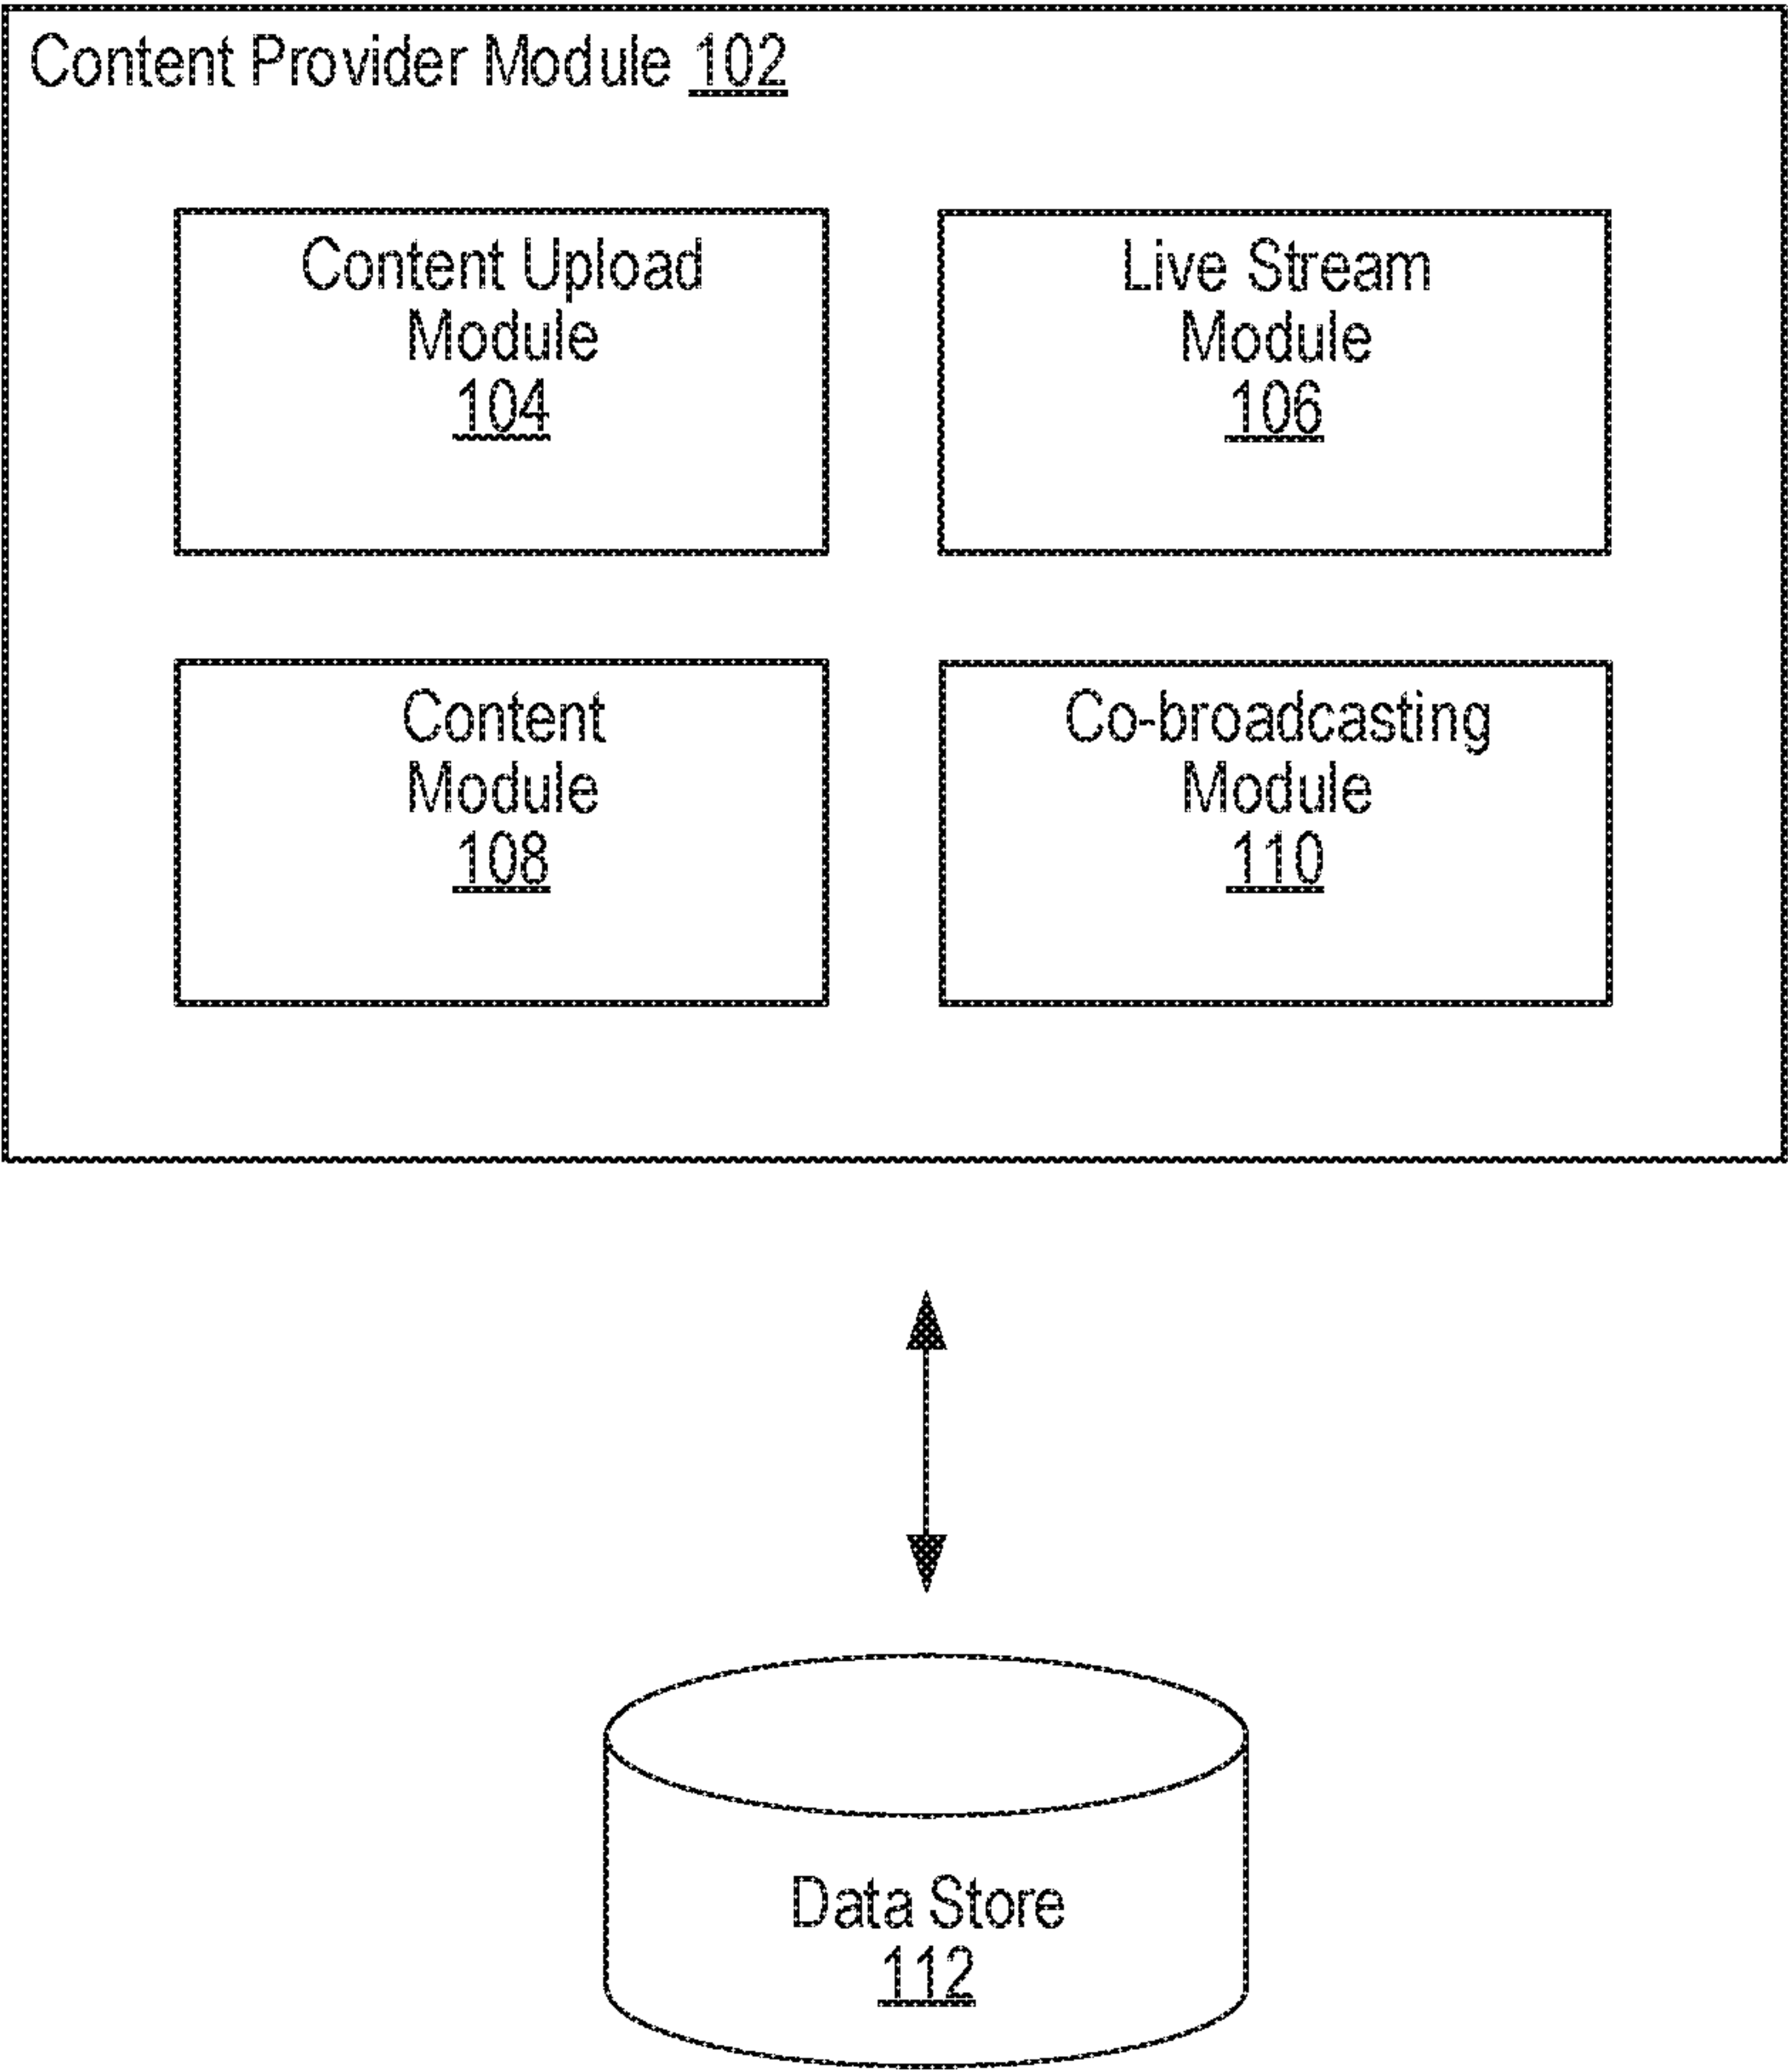 Content Provider Module 102
Content Upload
Module
104
Live Stream
Module
106
Content
Module
108
Co-broadcasting
Module
110
Data Store
112